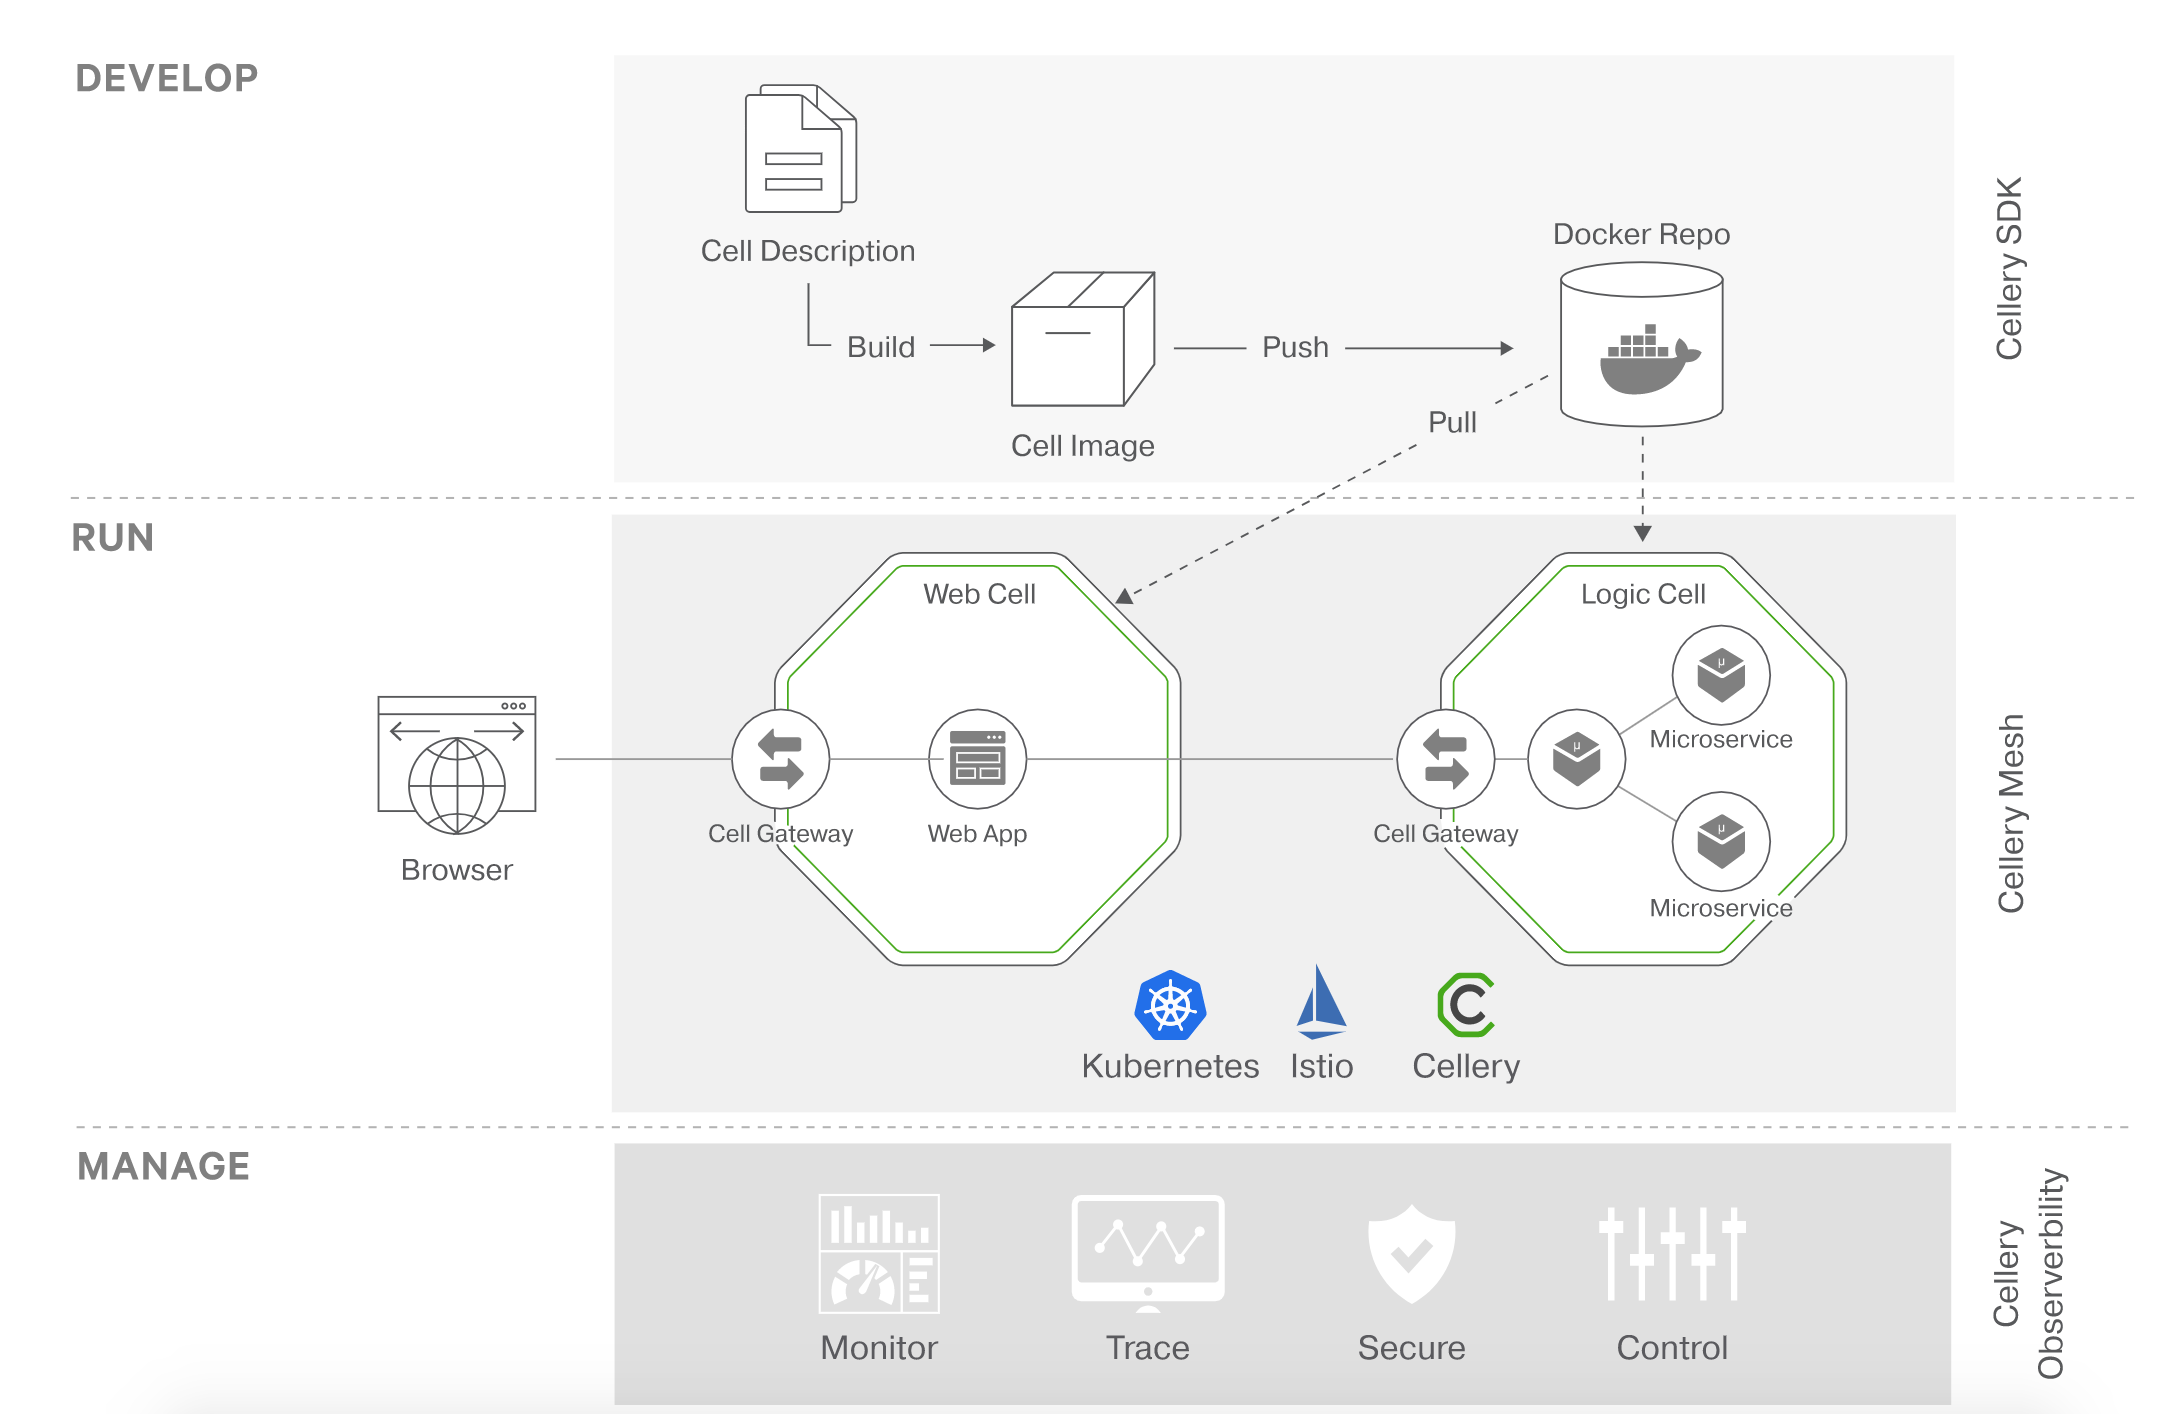 DEVELOP
Cell Description
Docker Repo
Build
Push
Pull
Cell Image
Cellery SDK
RUN
Web Cell
Logic Cell
µ
Microservice
µ
Cell Gateway
Web App
Cell Gateway
µ
Browser
Microservice
Kubernetes
Istio
Cellery
Cellery Mesh
MANAGE
Monitor
Trace
Secure
Control
Cellery
Observerbility